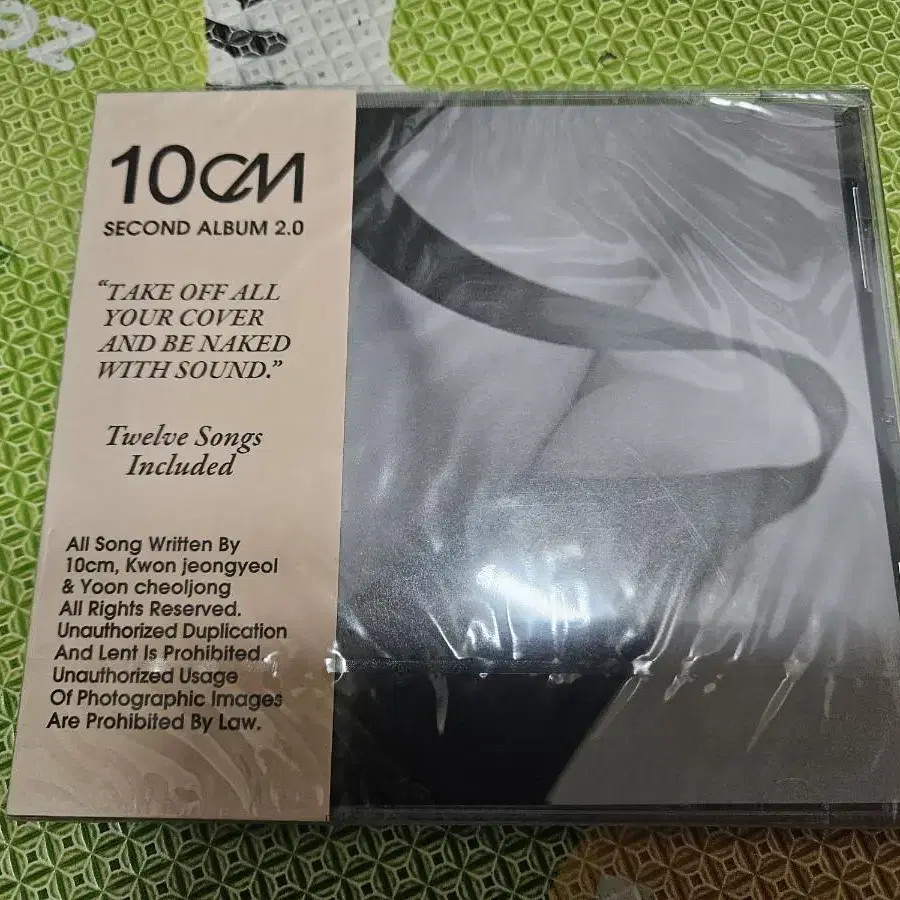 10CM
SECOND ALBUM 2.0
“TAKE OFF ALL
YOUR COVER
AND BE NAKED
WITH SOUND.”
Twelve Songs
Included
All Song Written By
10cm, Kwon jeongyeol
& Yoon cheoljong
All Rights Reserved.
Unauthorized Duplication
And Lent Is Prohibited.
Unauthorized Usage
Of Photographic Images
Are Prohibited By Law.